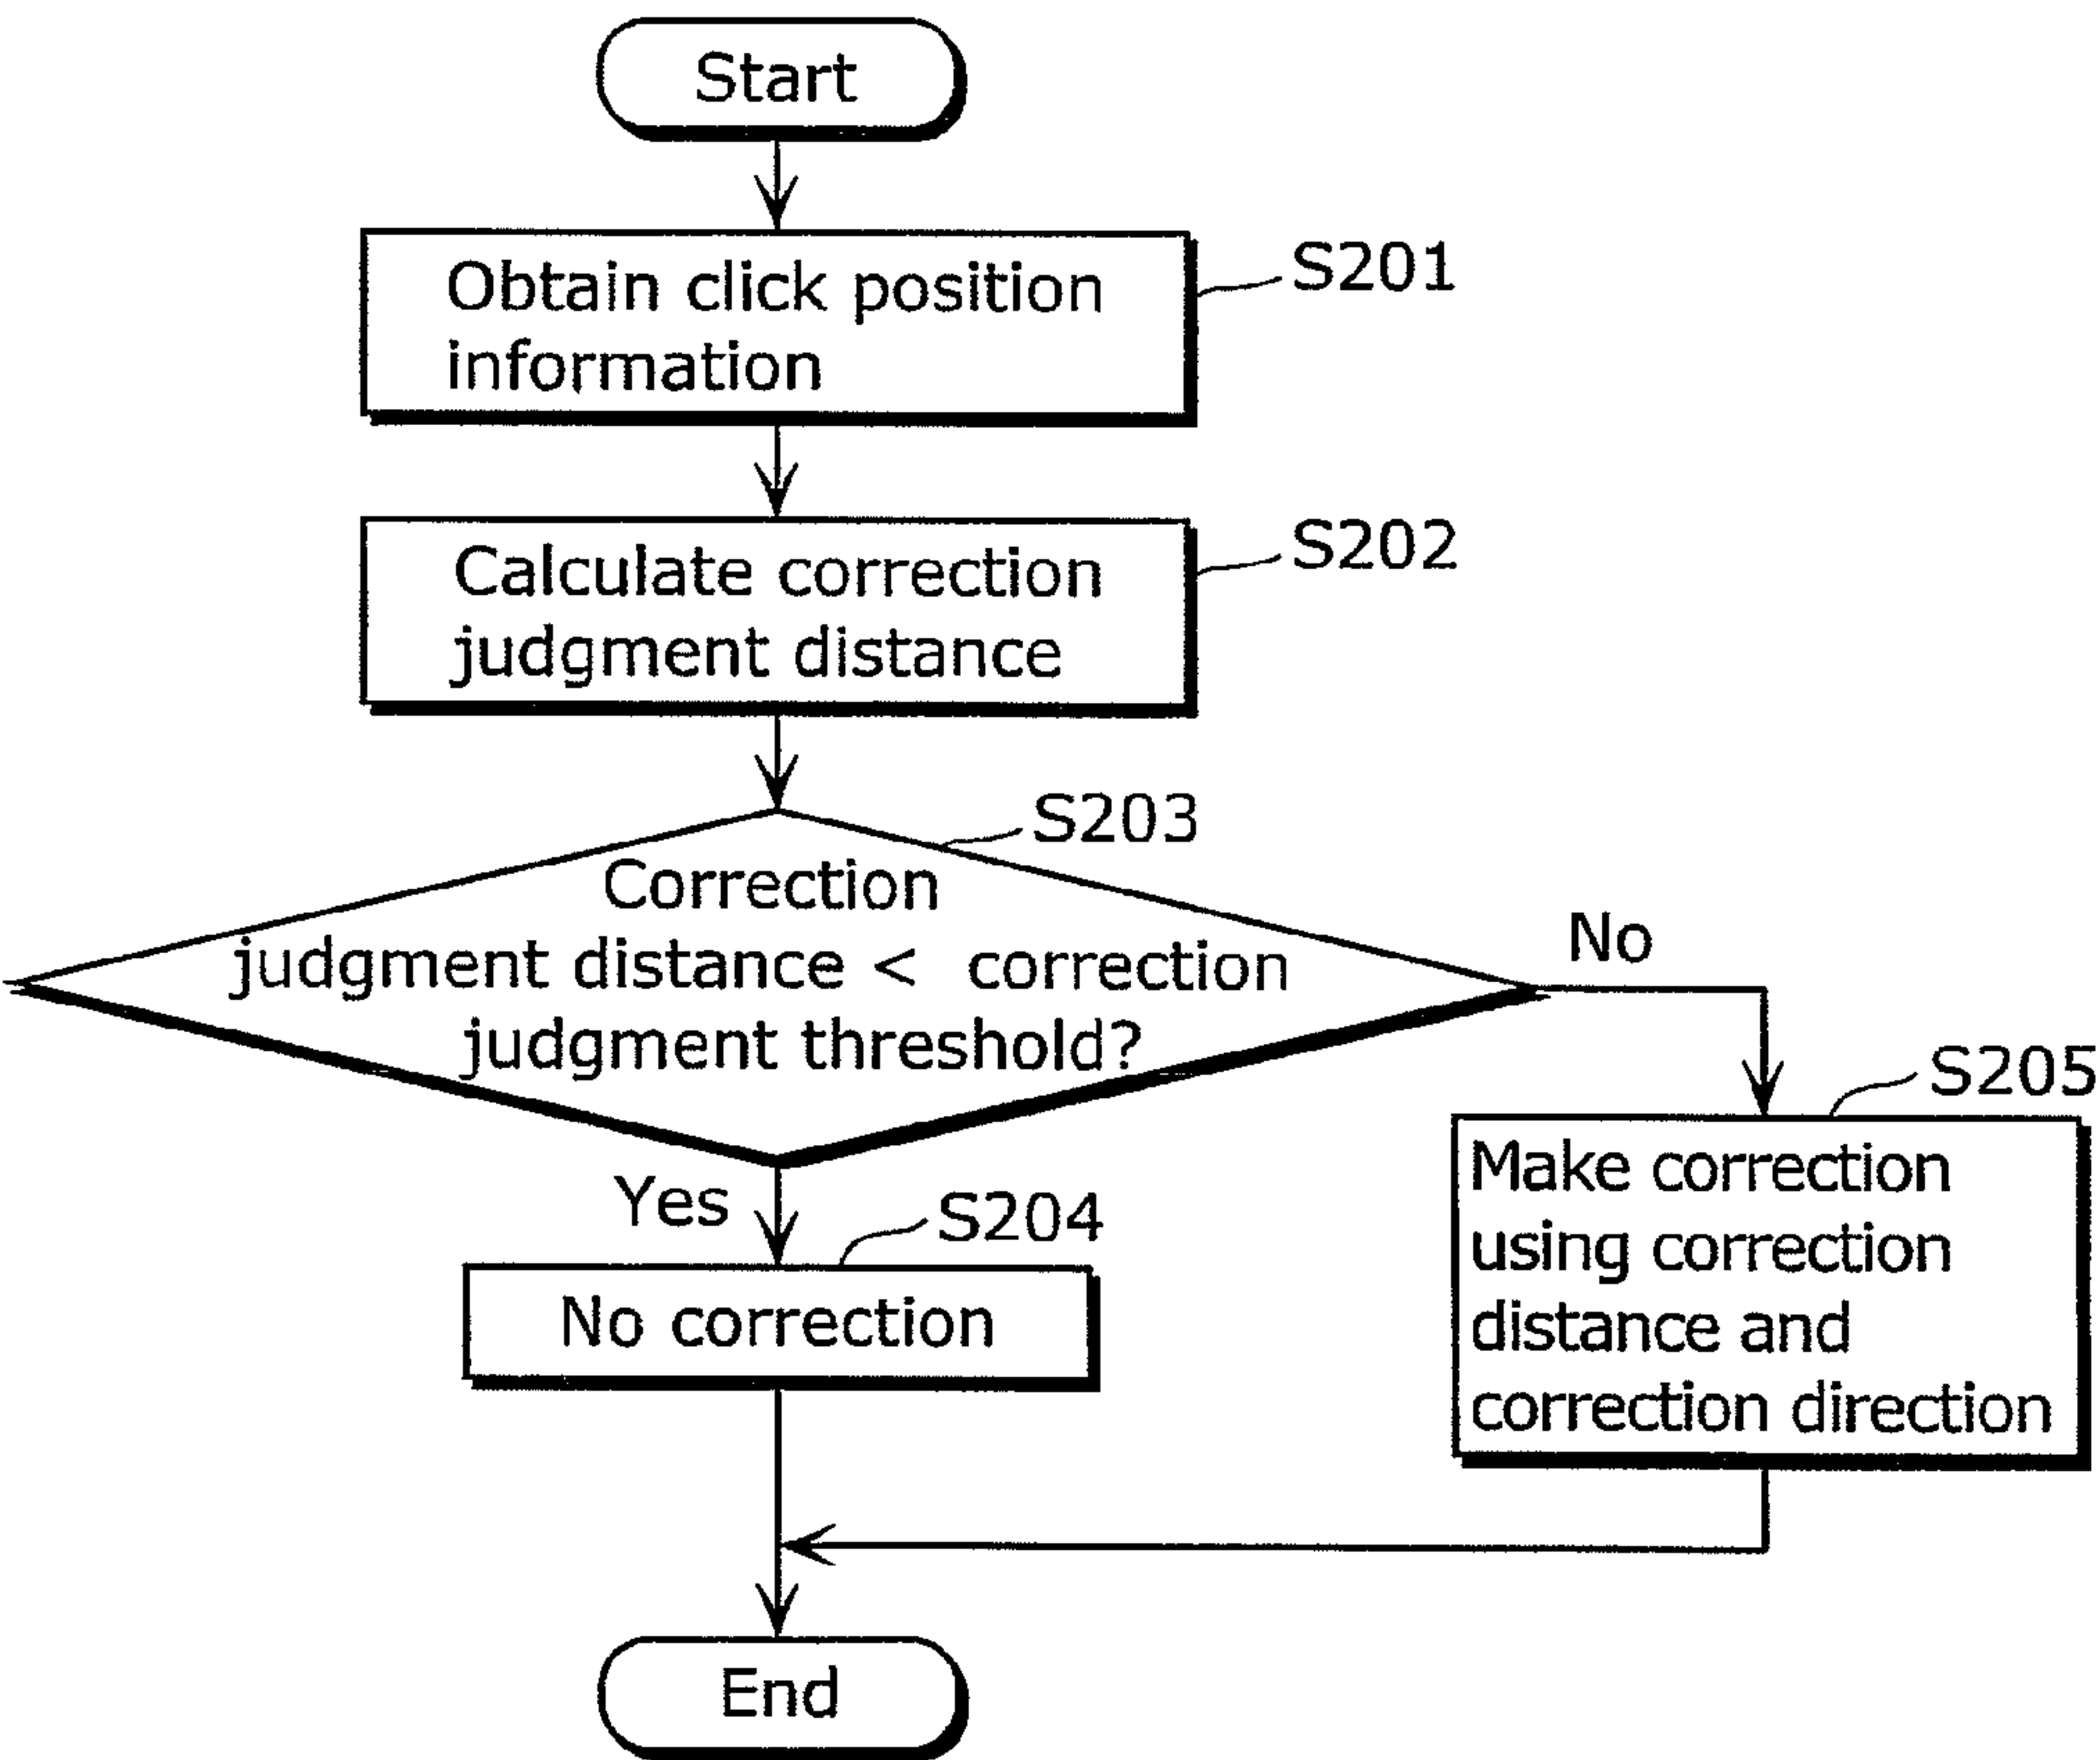 Start
Obtain click position
information
S201
Calculate correction
judgment distance
S202
S203
Correction
judgment distance < correction
judgment threshold?
No
Yes
S204
No correction
S205
Make correction
using correction
distance and
correction direction
End